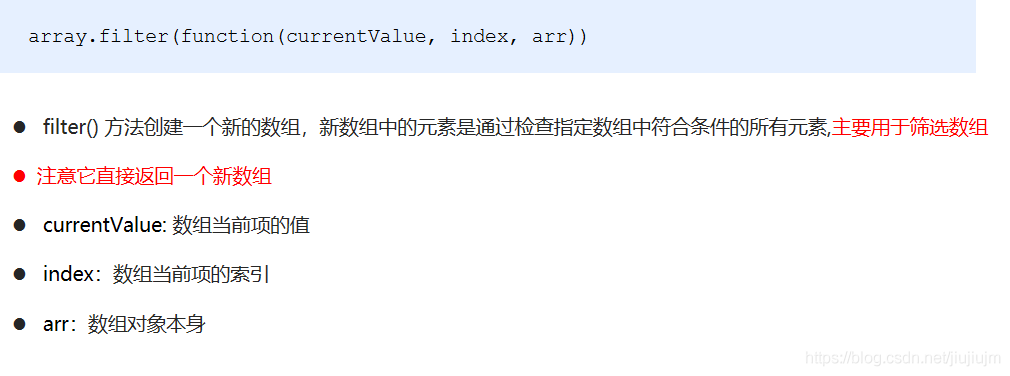 array.filter(function(currentValue, index, arr))
filter() 方法创建一个新的数组，新数组中的元素是通过检查指定数组中符合条件的所有元素,主要用于筛选数组
注意它直接返回一个新数组
currentValue: 数组当前项的值
index：数组当前项的索引
arr：数组对象本身
https://blog.csdn.net/jiujiujm